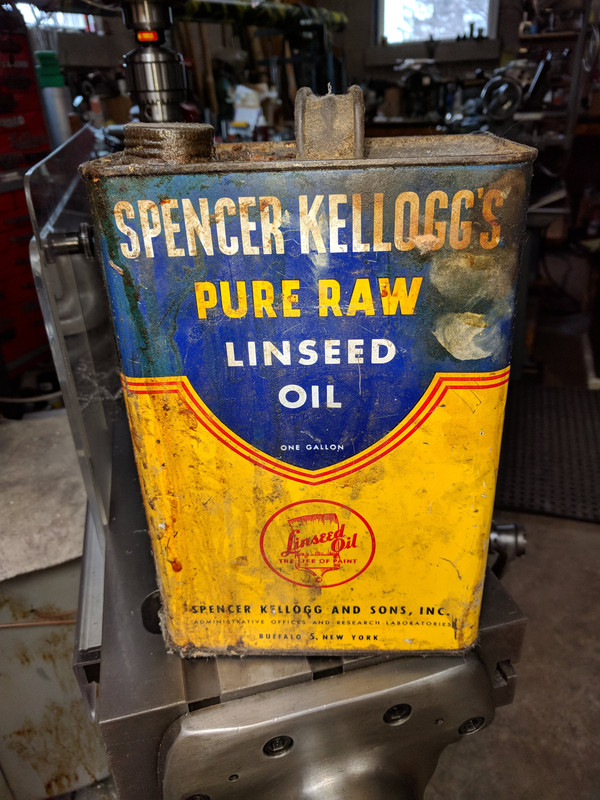 SPENCER KELLOGG'S
PURE RAW
LINSEED
OIL
ONE GALLON
Linseed
Oil
THE LIFE OF PAINT
SPENCER KELLOGG AND SONS, INC.
ADMINISTRATIVE OFFICES AND RESEARCH LABORATORIES
BUFFALO 5, NEW YORK